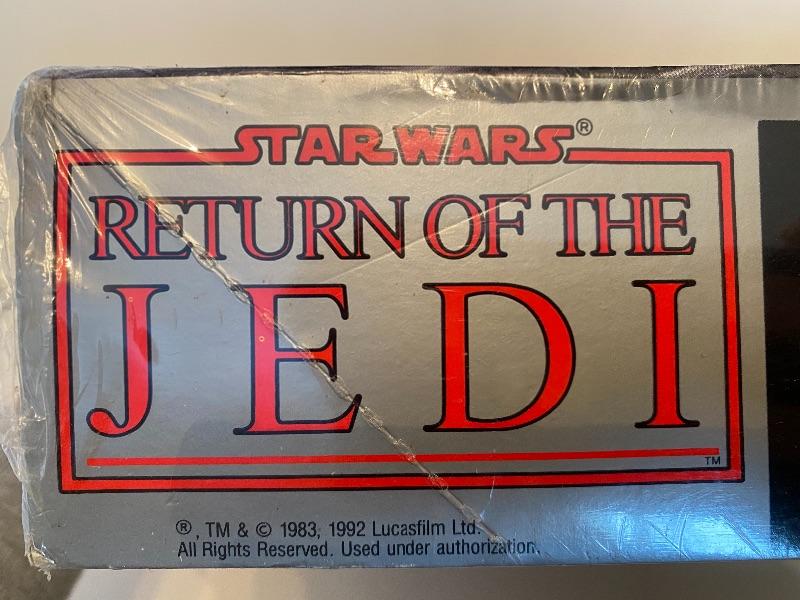 STAR WARS®
RETURN OF THE
JEDI
TM
®, TM & © 1983, 1992 Lucasfilm Ltd.
All Rights Reserved. Used under authorization.